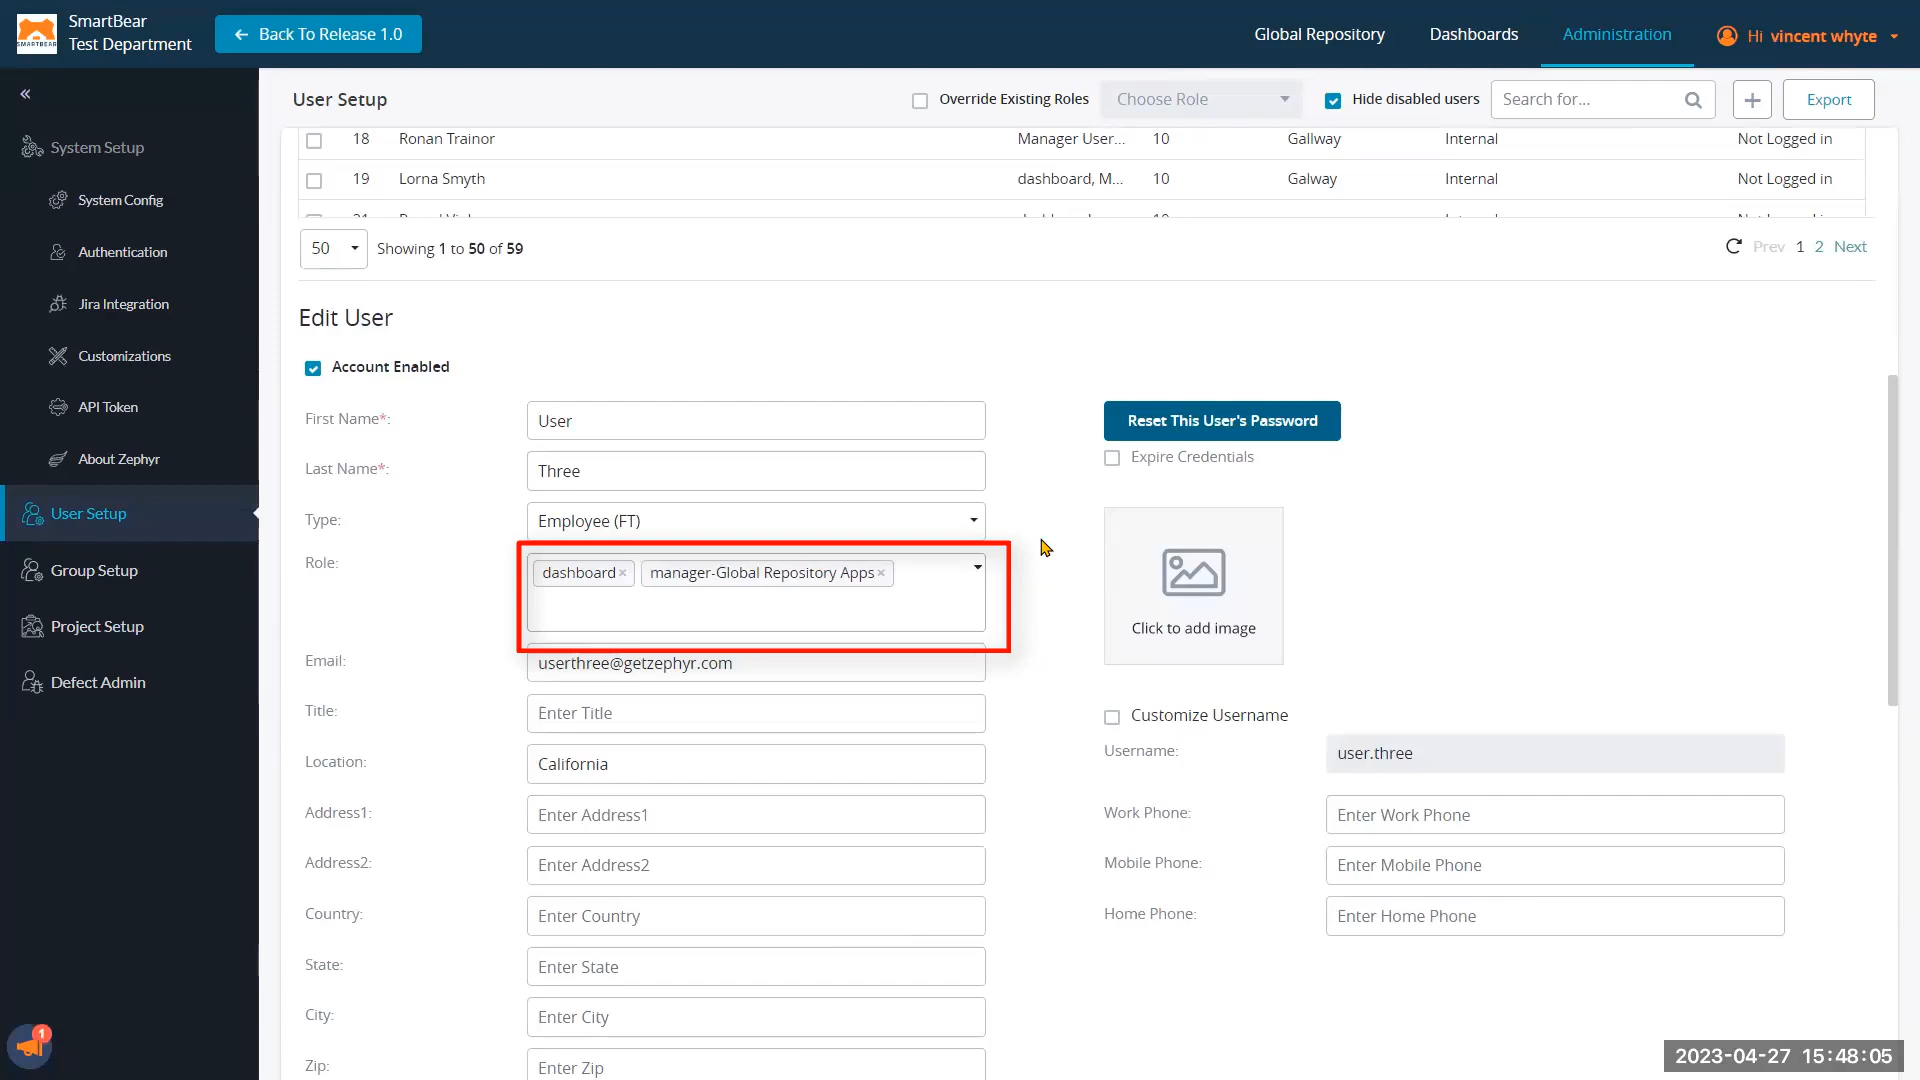 SmartBear
Test Department
SMARTBEAR
Back To Release 1.0
Global Repository
Dashboards
Administration
Hi vincent whyte
«
System Setup
System Config
Authentication
Jira Integration
Customizations
API Token
About Zephyr
User Setup
Group Setup
Project Setup
Defect Admin
1
User Setup
Override Existing Roles
Choose Role
Hide disabled users
Search for...
Export
18 Ronan Trainor Manager User... 10 Gallway Internal Not Logged in
19 Lorna Smyth dashboard, M... 10 Galway Internal Not Logged in
50 Showing 1 to 50 of 59
Prev 1 2 Next
Edit User
Account Enabled
First Name*: User
Last Name*: Three
Type: Employee (FT)
Role: dashboard× manager-Global Repository Apps×
Email: userthree@getzephyr.com
Title: Enter Title
Location: California
Address1: Enter Address1
Address2: Enter Address2
Country: Enter Country
State: Enter State
City: Enter City
Zip: Enter Zip
Reset This User's Password
Expire Credentials
Click to add image
Customize Username
Username: user.three
Work Phone: Enter Work Phone
Mobile Phone: Enter Mobile Phone
Home Phone: Enter Home Phone
2023-04-27 15:48:05